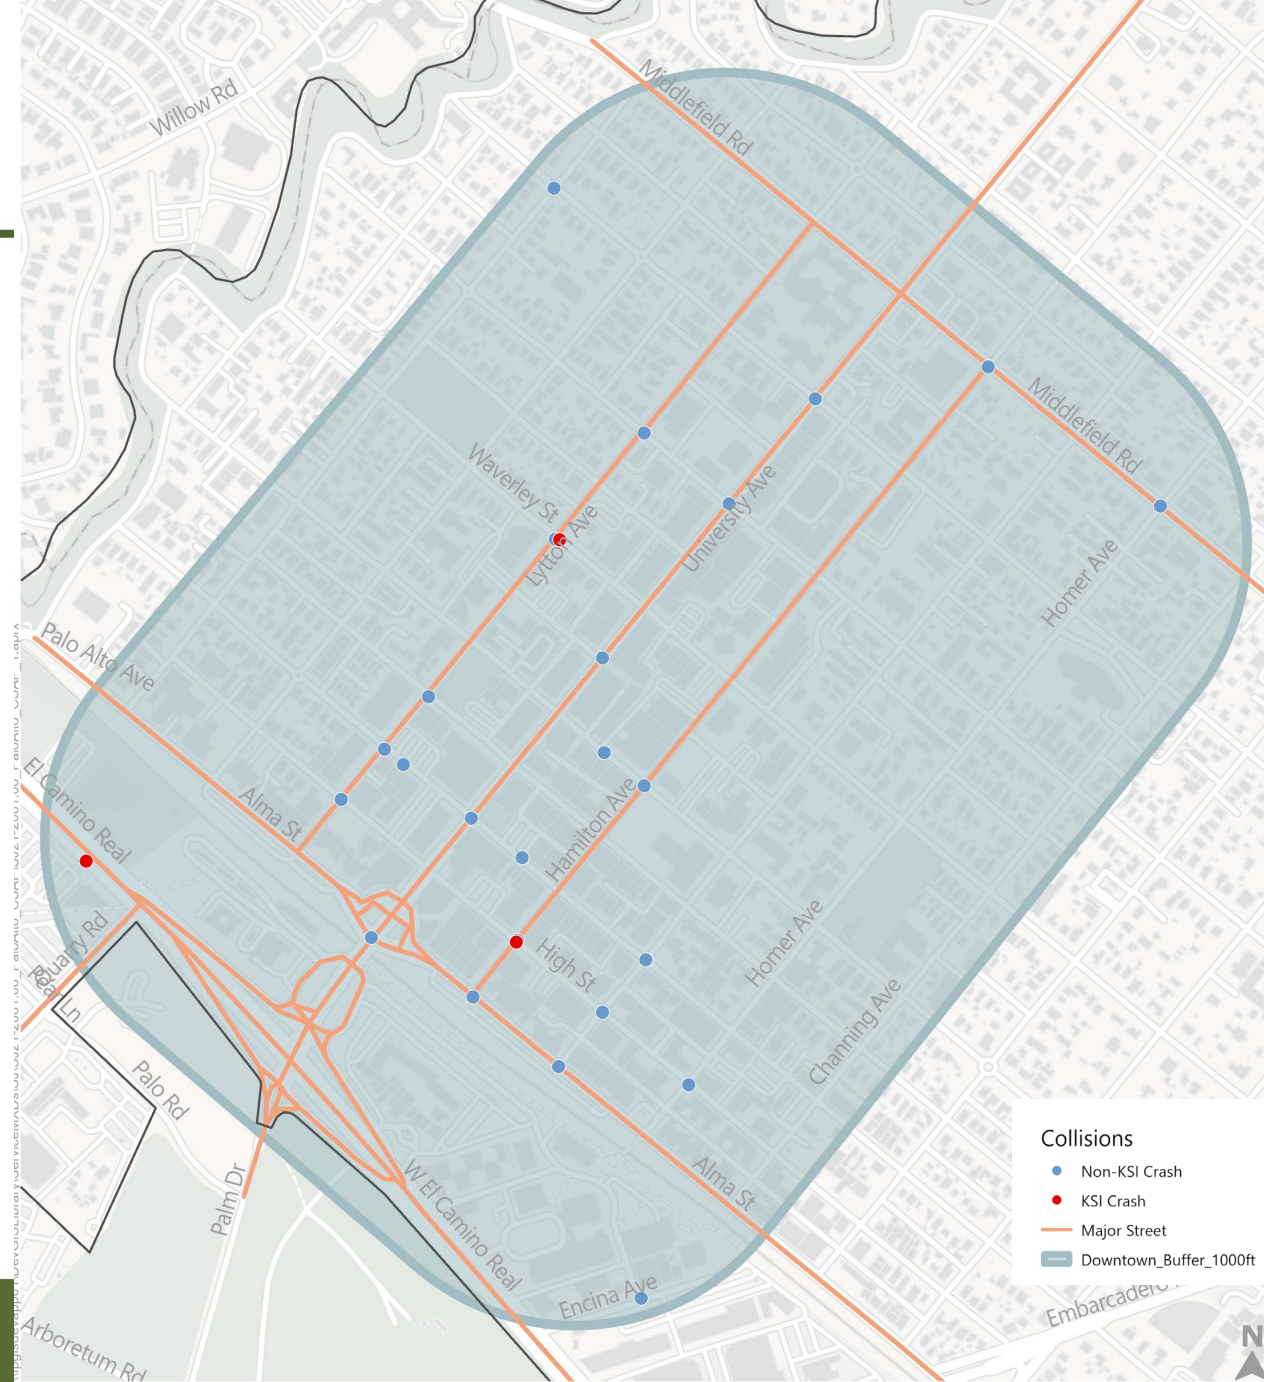 Willow Rd
Middlefield Rd
Middlefield Rd
Waverley St
Lytton Ave
University Ave
Homer Ave
Palo Alto Ave
El Camino Real
Alma St
Hamilton Ave
Quarry Rd
High St
Homer Ave
Channing Ave
Palo Rd
Palm Dr
W El Camino Real
Alma St
Encina Ave
Arboretum Rd
Embarcadero
Collisions
Non-KSI Crash
KSI Crash
Major Street
Downtown_Buffer_1000ft
N